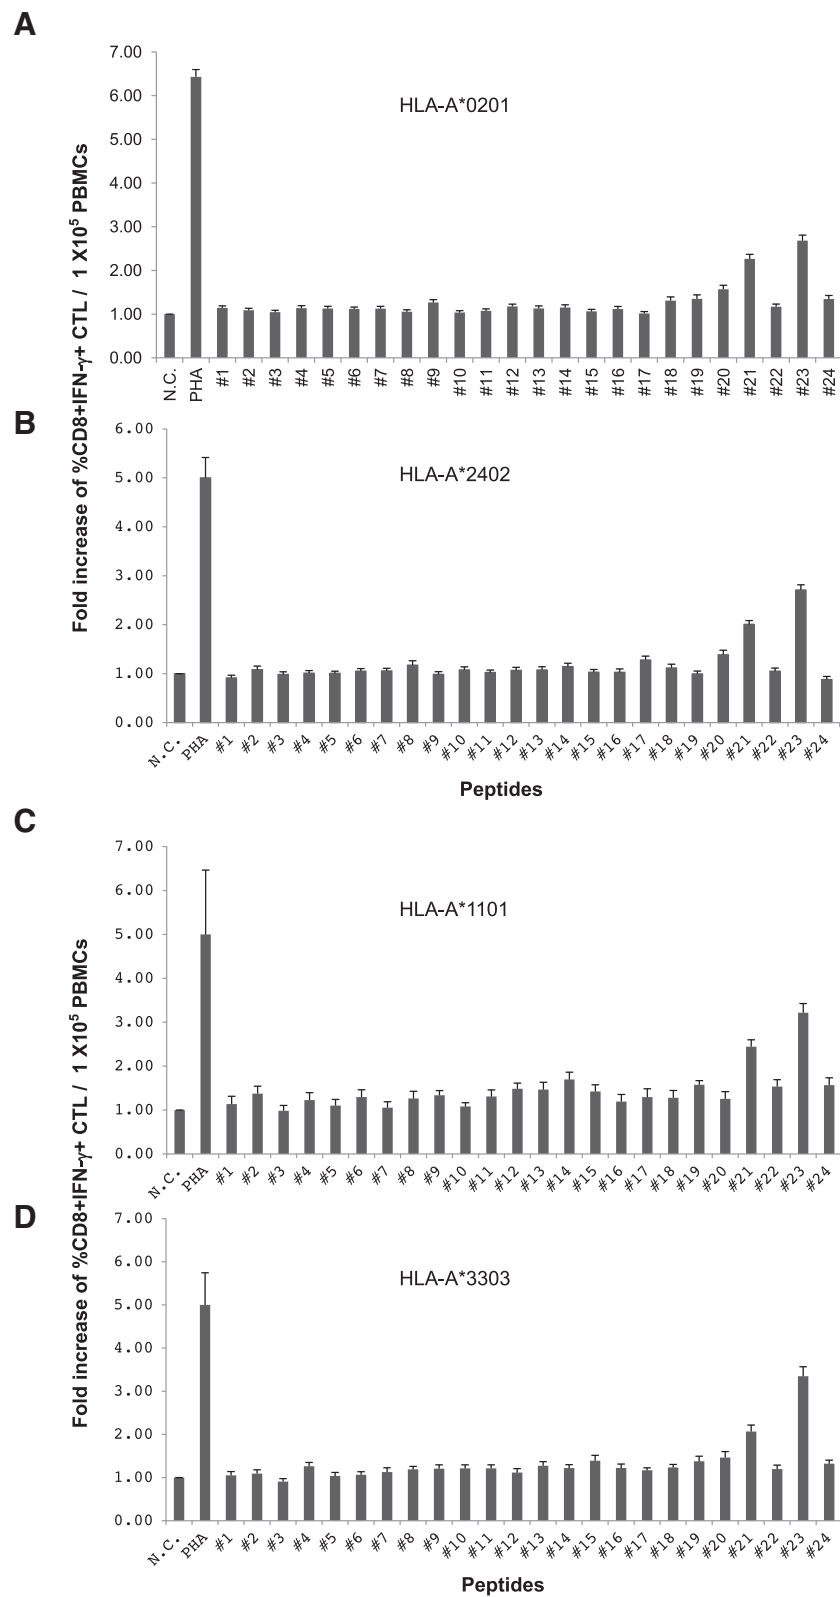 A
7.00
6.00
5.00
4.00
3.00
2.00
1.00
0.00
HLA-A*0201
N.C. PHA #1 #2 #3 #4 #5 #6 #7 #8 #9 #10 #11 #12 #13 #14 #15 #16 #17 #18 #19 #20 #21 #22 #23 #24
Fold increase of %CD8+IFN-γ+ CTL / 1 X10⁵ PBMCs
B
6.00
5.00
4.00
3.00
2.00
1.00
0.00
HLA-A*2402
N.C. PHA #1 #2 #3 #4 #5 #6 #7 #8 #9 #10 #11 #12 #13 #14 #15 #16 #17 #18 #19 #20 #21 #22 #23 #24
Peptides
C
7.00
6.00
5.00
4.00
3.00
2.00
1.00
0.00
HLA-A*1101
N.C. PHA #1 #2 #3 #4 #5 #6 #7 #8 #9 #10 #11 #12 #13 #14 #15 #16 #17 #18 #19 #20 #21 #22 #23 #24
Fold increase of %CD8+IFN-γ+ CTL / 1 X10⁵ PBMCs
D
7.00
6.00
5.00
4.00
3.00
2.00
1.00
0.00
HLA-A*3303
N.C. PHA #1 #2 #3 #4 #5 #6 #7 #8 #9 #10 #11 #12 #13 #14 #15 #16 #17 #18 #19 #20 #21 #22 #23 #24
Peptides